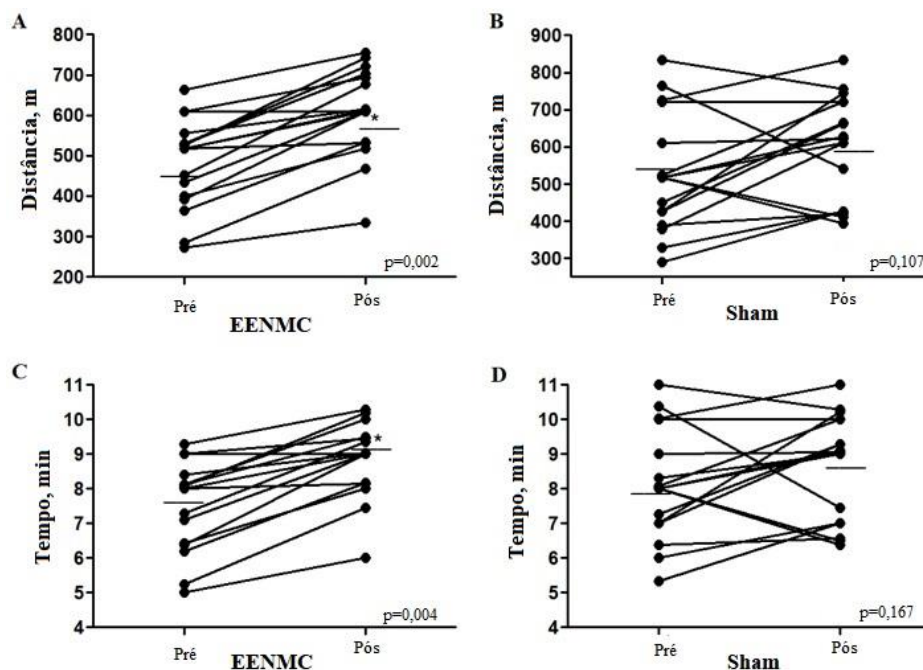 A
800
700
600
500
400
300
200
Distância, m
*
p=0,002
Pré
Pós
EENMC
B
900
800
700
600
500
400
300
Distância, m
p=0,107
Pré
Pós
Sham
C
11
10
9
8
7
6
5
4
Tempo, min
*
p=0,004
Pré
Pós
EENMC
D
11
10
9
8
7
6
5
4
Tempo, min
p=0,167
Pré
Pós
Sham